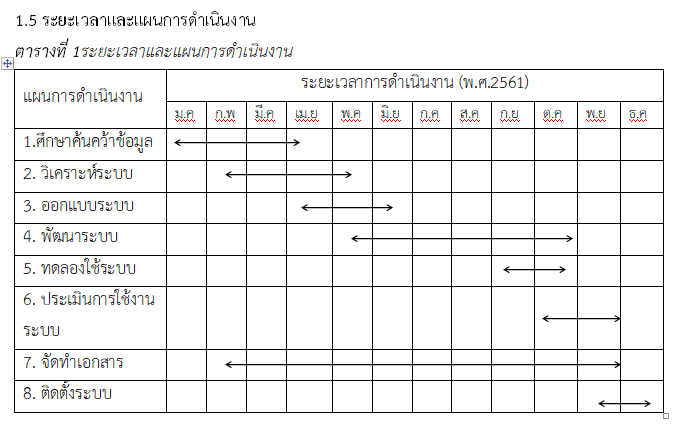 1.5 ระยะเวลาและแผนการดำเนินงาน
ตารางที่ 1ระยะเวลาและแผนการดำเนินงาน
แผนการดำเนินงาน
ระยะเวลาการดำเนินงาน (พ.ศ.2561)
ม.ค ก.พ มี.ค เม.ย พ.ค มิ.ย ก.ค ส.ค ก.ย ต.ค พ.ย ธ.ค
1.ศึกษาค้นคว้าข้อมูล
2. วิเคราะห์ระบบ
3. ออกแบบระบบ
4. พัฒนาระบบ
5. ทดลองใช้ระบบ
6. ประเมินการใช้งาน
ระบบ
7. จัดทำเอกสาร
8. ติดตั้งระบบ